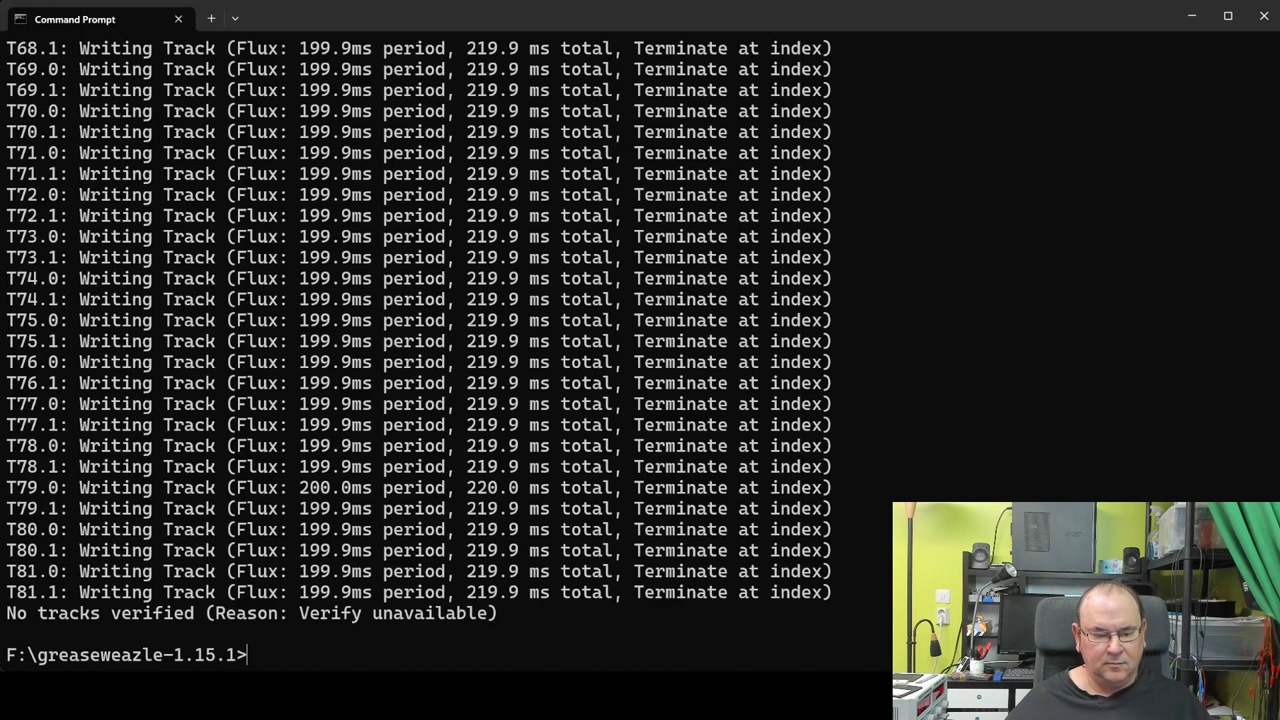 Command Prompt
T68.1: Writing Track (Flux: 199.9ms period, 219.9 ms total, Terminate at index)
T69.0: Writing Track (Flux: 199.9ms period, 219.9 ms total, Terminate at index)
T69.1: Writing Track (Flux: 199.9ms period, 219.9 ms total, Terminate at index)
T70.0: Writing Track (Flux: 199.9ms period, 219.9 ms total, Terminate at index)
T70.1: Writing Track (Flux: 199.9ms period, 219.9 ms total, Terminate at index)
T71.0: Writing Track (Flux: 199.9ms period, 219.9 ms total, Terminate at index)
T71.1: Writing Track (Flux: 199.9ms period, 219.9 ms total, Terminate at index)
T72.0: Writing Track (Flux: 199.9ms period, 219.9 ms total, Terminate at index)
T72.1: Writing Track (Flux: 199.9ms period, 219.9 ms total, Terminate at index)
T73.0: Writing Track (Flux: 199.9ms period, 219.9 ms total, Terminate at index)
T73.1: Writing Track (Flux: 199.9ms period, 219.9 ms total, Terminate at index)
T74.0: Writing Track (Flux: 199.9ms period, 219.9 ms total, Terminate at index)
T74.1: Writing Track (Flux: 199.9ms period, 219.9 ms total, Terminate at index)
T75.0: Writing Track (Flux: 199.9ms period, 219.9 ms total, Terminate at index)
T75.1: Writing Track (Flux: 199.9ms period, 219.9 ms total, Terminate at index)
T76.0: Writing Track (Flux: 199.9ms period, 219.9 ms total, Terminate at index)
T76.1: Writing Track (Flux: 199.9ms period, 219.9 ms total, Terminate at index)
T77.0: Writing Track (Flux: 199.9ms period, 219.9 ms total, Terminate at index)
T77.1: Writing Track (Flux: 199.9ms period, 219.9 ms total, Terminate at index)
T78.0: Writing Track (Flux: 199.9ms period, 219.9 ms total, Terminate at index)
T78.1: Writing Track (Flux: 199.9ms period, 219.9 ms total, Terminate at index)
T79.0: Writing Track (Flux: 200.0ms period, 220.0 ms total, Terminate at index)
T79.1: Writing Track (Flux: 199.9ms period, 219.9 ms total, Terminate at index)
T80.0: Writing Track (Flux: 199.9ms period, 219.9 ms total, Terminate at index)
T80.1: Writing Track (Flux: 199.9ms period, 219.9 ms total, Terminate at index)
T81.0: Writing Track (Flux: 199.9ms period, 219.9 ms total, Terminate at index)
T81.1: Writing Track (Flux: 199.9ms period, 219.9 ms total, Terminate at index)
No tracks verified (Reason: Verify unavailable)
F:\greaseweazle-1.15.1>